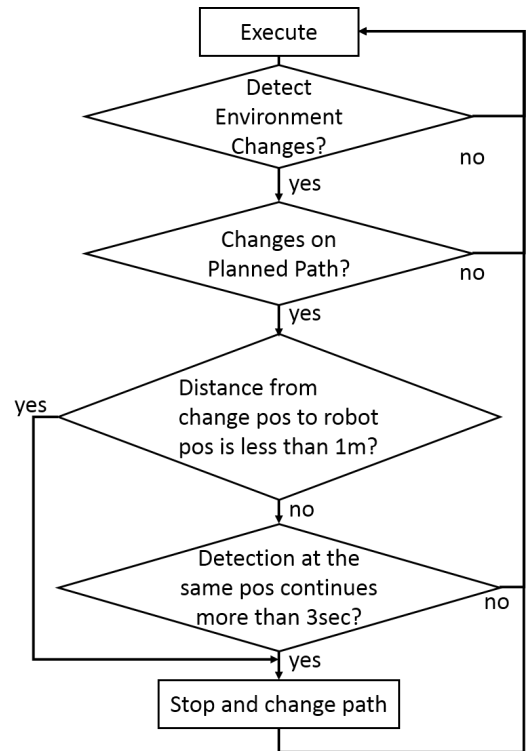 Execute
Detect
Environment
Changes?
no
yes
Changes on
Planned Path?
no
yes
Distance from
change pos to robot
pos is less than 1m?
yes
no
Detection at the
same pos continues
more than 3sec?
no
yes
Stop and change path